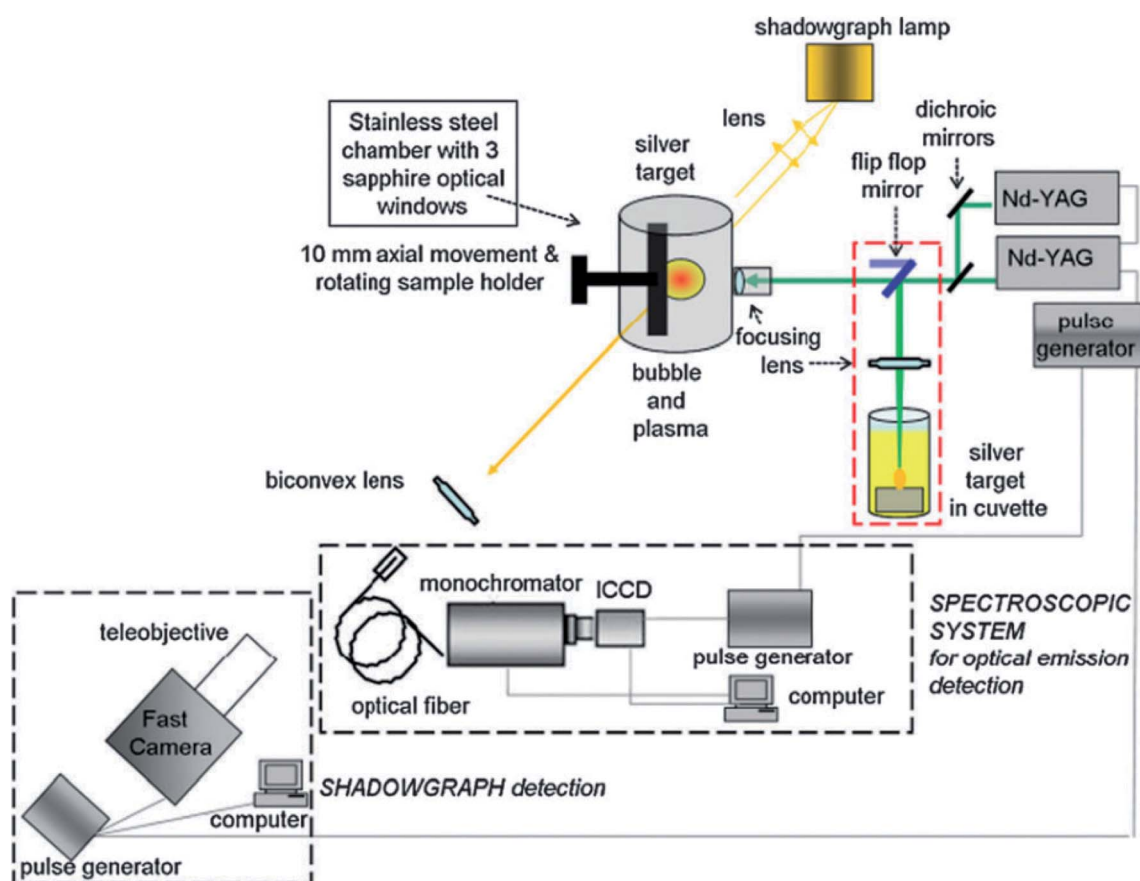 shadowgraph lamp
lens
dichroic
mirrors
flip flop
mirror
Stainless steel
chamber with 3
sapphire optical
windows
silver
target
Nd-YAG
Nd-YAG
10 mm axial movement &
rotating sample holder
focusing
lens
pulse
generator
bubble
and
plasma
silver
target
in cuvette
biconvex lens
monochromator
ICCD
optical fiber
pulse generator
computer
SPECTROSCOPIC
SYSTEM
for optical emission
detection
teleobjective
Fast
Camera
computer
pulse generator
SHADOWGRAPH detection